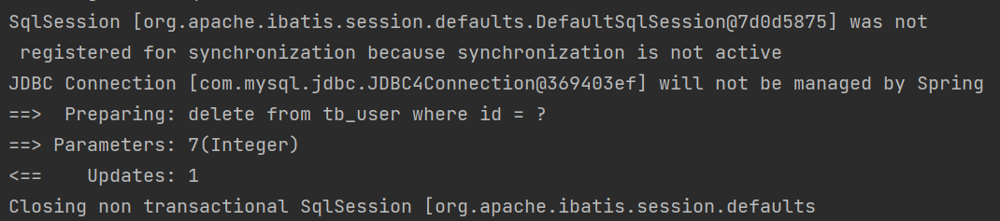 SqlSession [org.apache.ibatis.session.defaults.DefaultSqlSession@7d0d5875] was not
 registered for synchronization because synchronization is not active
JDBC Connection [com.mysql.jdbc.JDBC4Connection@369403ef] will not be managed by Spring
==>  Preparing: delete from tb_user where id = ?
==> Parameters: 7(Integer)
<==    Updates: 1
Closing non transactional SqlSession [org.apache.ibatis.session.defaults